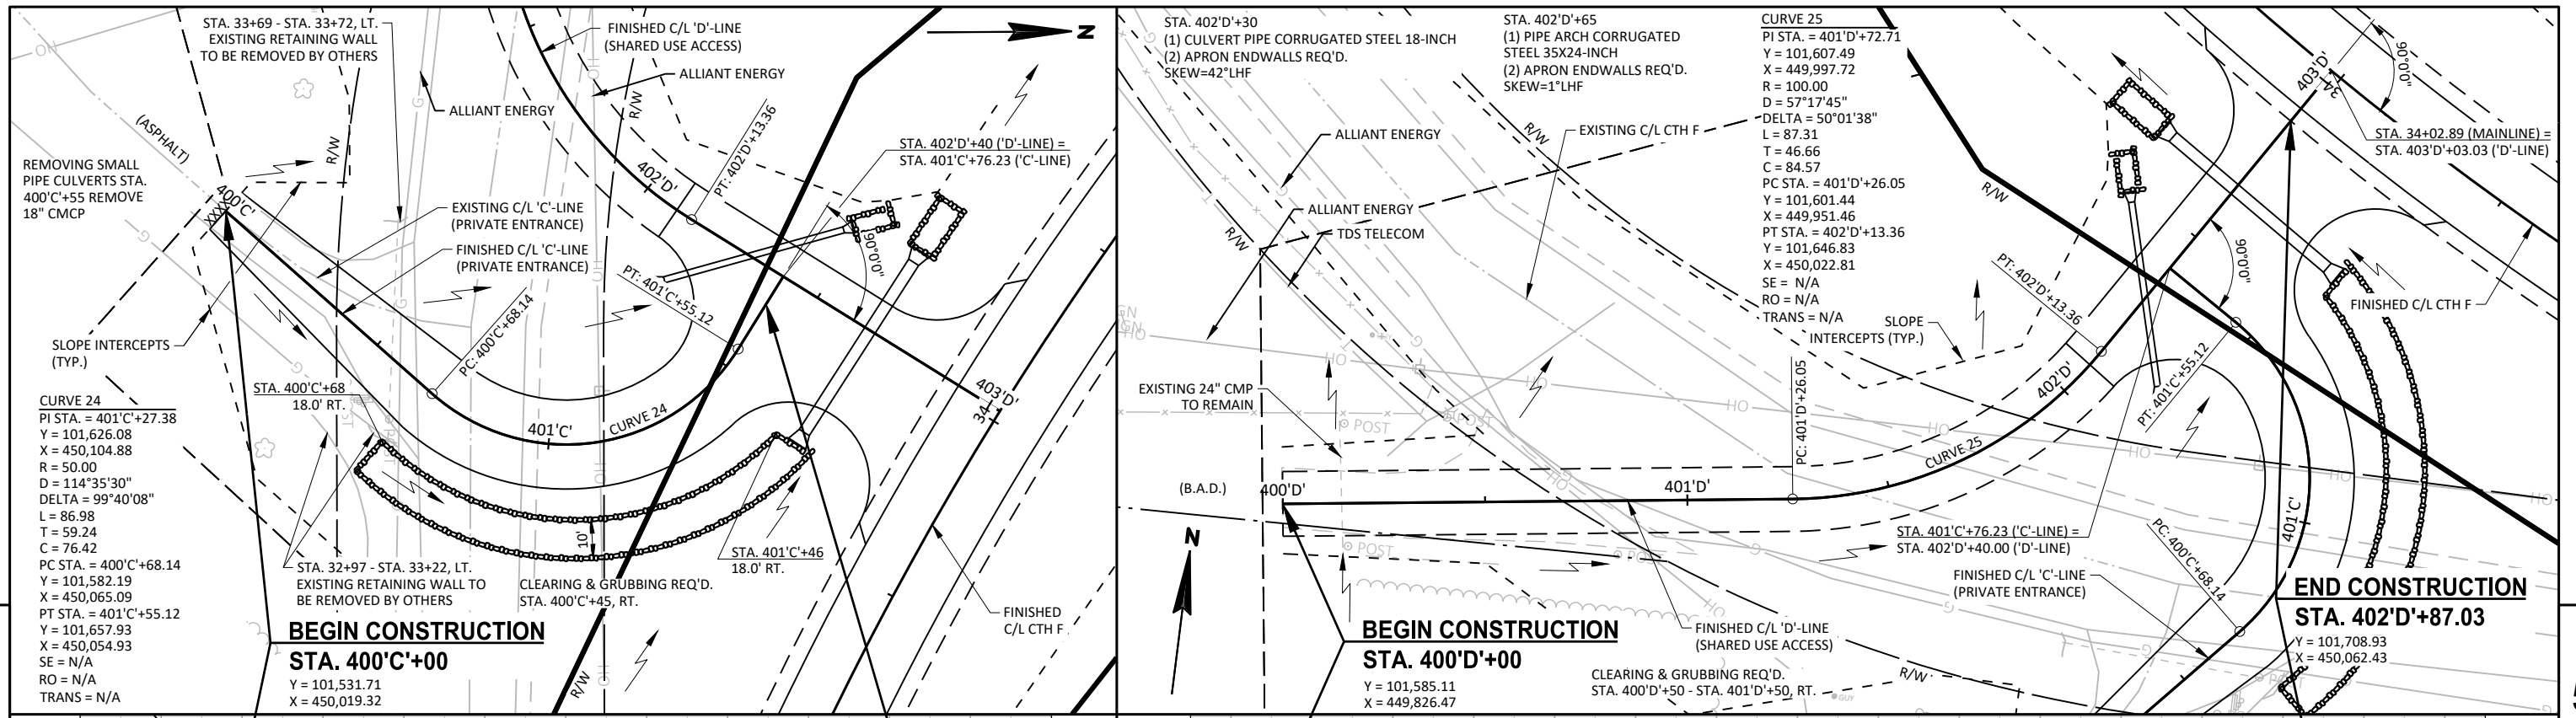 STA. 33+69 - STA. 33+72, LT.
EXISTING RETAINING WALL
TO BE REMOVED BY OTHERS
FINISHED C/L 'D'-LINE
(SHARED USE ACCESS)
ALLIANT ENERGY
ALLIANT ENERGY
N
R/W
R/W
OH
G
(ASPHALT)
REMOVING SMALL
PIPE CULVERTS STA.
400'C'+55 REMOVE
18" CMCP
400'C'
EXISTING C/L 'C'-LINE
(PRIVATE ENTRANCE)
FINISHED C/L 'C'-LINE
(PRIVATE ENTRANCE)
402'D'
PT: 402'D'+13.36
STA. 402'D'+40 ('D'-LINE) =
STA. 401'C'+76.23 ('C'-LINE)
90°0'0"
PT: 401'C'+55.12
PC: 400'C'+68.14
SLOPE INTERCEPTS
(TYP.)
STA. 400'C'+68
18.0' RT.
401'C'
CURVE 24
403'D'
34
CURVE 24
PI STA. = 401'C'+27.38
Y = 101,626.08
X = 450,104.88
R = 50.00
D = 114°35'30"
DELTA = 99°40'08"
L = 86.98
T = 59.24
C = 76.42
PC STA. = 400'C'+68.14
Y = 101,582.19
X = 450,065.09
PT STA. = 401'C'+55.12
Y = 101,657.93
X = 450,054.93
SE = N/A
RO = N/A
TRANS = N/A
10'
STA. 401'C'+46
18.0' RT.
STA. 32+97 - STA. 33+22, LT.
EXISTING RETAINING WALL TO
BE REMOVED BY OTHERS
CLEARING & GRUBBING REQ'D.
STA. 400'C'+45, RT.
FINISHED
C/L CTH F
BEGIN CONSTRUCTION
STA. 400'C'+00
Y = 101,531.71
X = 450,019.32
R/W
STA. 402'D'+30
(1) CULVERT PIPE CORRUGATED STEEL 18-INCH
(2) APRON ENDWALLS REQ'D.
SKEW=42°LHF
STA. 402'D'+65
(1) PIPE ARCH CORRUGATED
STEEL 35X24-INCH
(2) APRON ENDWALLS REQ'D.
SKEW=1°LHF
CURVE 25
PI STA. = 401'D'+72.71
Y = 101,607.49
X = 449,997.72
R = 100.00
D = 57°17'45"
DELTA = 50°01'38"
L = 87.31
T = 46.66
C = 84.57
PC STA. = 401'D'+26.05
Y = 101,601.44
X = 449,951.46
PT STA. = 402'D'+13.36
Y = 101,646.83
X = 450,022.81
SE = N/A
RO = N/A
TRANS = N/A
403'D'
34
90°0'0"
STA. 34+02.89 (MAINLINE) =
STA. 403'D'+03.03 ('D'-LINE)
ALLIANT ENERGY
R/W
EXISTING C/L CTH F
R/W
ALLIANT ENERGY
TDS TELECOM
R/W
90°0'0"
PT: 402'D'+13.36
FINISHED C/L CTH F
SLOPE
INTERCEPTS (TYP.)
PT: 401'C'+55.12
EXISTING 24" CMP
TO REMAIN
POST
POST
OH
PC: 401'D'+26.05
402'D'
CURVE 25
(B.A.D.)
400'D'
401'D'
N
POST
POST
STA. 401'C'+76.23 ('C'-LINE) =
STA. 402'D'+40.00 ('D'-LINE)
401'C'
PC: 400'C'+68.14
FINISHED C/L 'C'-LINE
(PRIVATE ENTRANCE)
END CONSTRUCTION
STA. 402'D'+87.03
Y = 101,708.93
X = 450,062.43
BEGIN CONSTRUCTION
STA. 400'D'+00
Y = 101,585.11
X = 449,826.47
FINISHED C/L 'D'-LINE
(SHARED USE ACCESS)
CLEARING & GRUBBING REQ'D.
STA. 400'D'+50 - STA. 401'D'+50, RT.
R/W
GUY